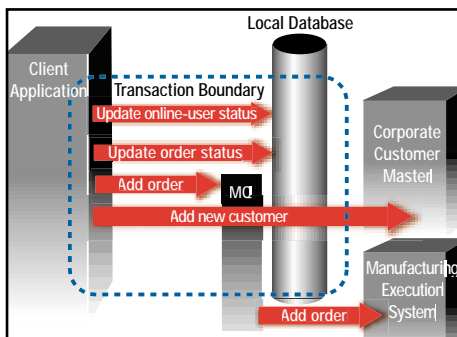 Local Database
Client
Application
Transaction Boundary
Update online-user status
Update order status
Add order
MQ
Add new customer
Corporate
Customer
Master
Manufacturing
Execution
System
Add order